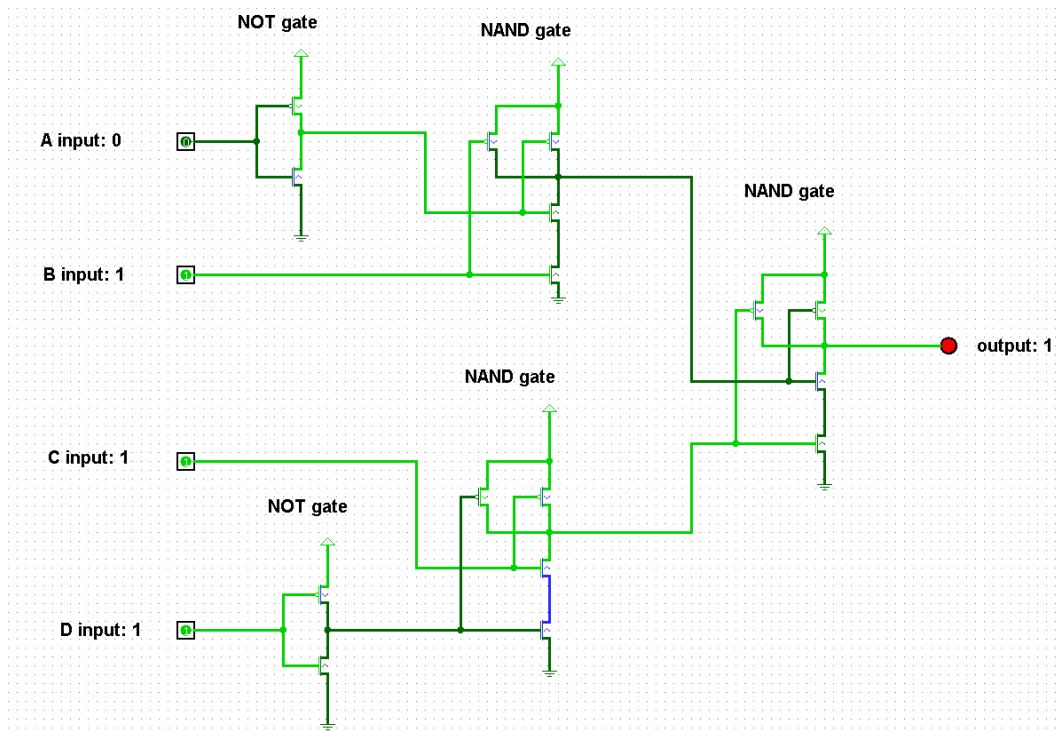 NOT gate
NAND gate
A input: 0
NAND gate
B input: 1
output: 1
NAND gate
C input: 1
NOT gate
D input: 1